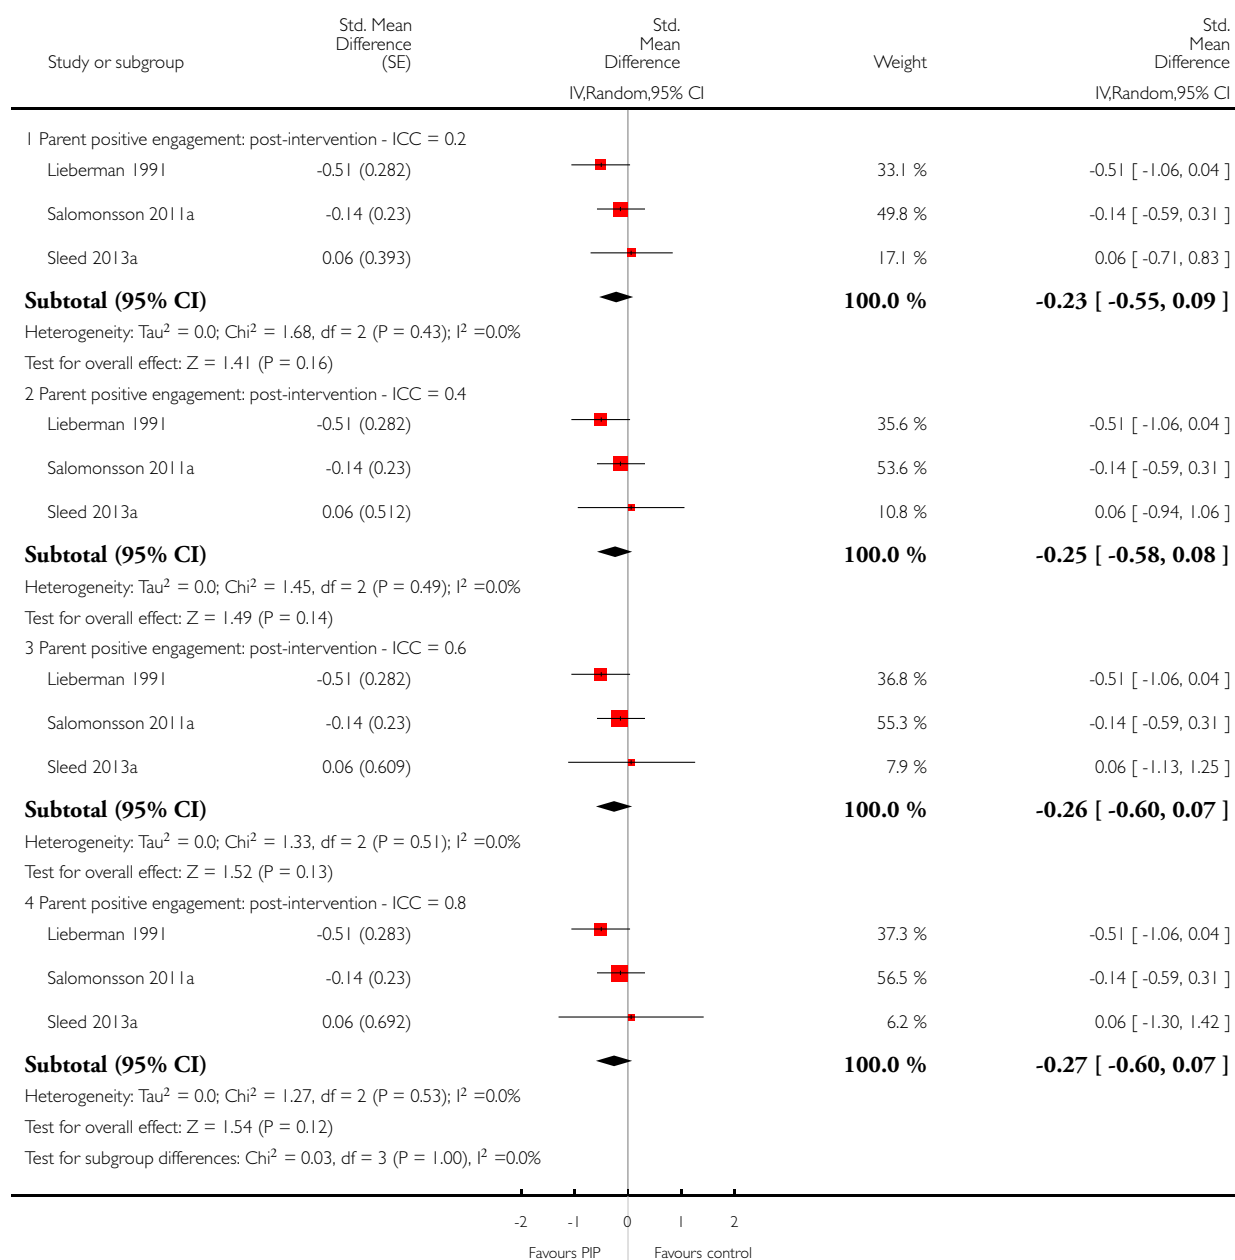 Study or subgroup
Std. Mean
Difference
(SE)
Std.
Mean
Difference
Weight
Std.
Mean
Difference
IV,Random,95% CI
IV,Random,95% CI
1 Parent positive engagement: post-intervention - ICC = 0.2
Lieberman 1991 -0.51 (0.282) 33.1 % -0.51 [ -1.06, 0.04 ]
Salomonsson 2011a -0.14 (0.23) 49.8 % -0.14 [ -0.59, 0.31 ]
Sleed 2013a 0.06 (0.393) 17.1 % 0.06 [ -0.71, 0.83 ]
Subtotal (95% CI) 100.0 % -0.23 [ -0.55, 0.09 ]
Heterogeneity: Tau² = 0.0; Chi² = 1.68, df = 2 (P = 0.43); I² =0.0%
Test for overall effect: Z = 1.41 (P = 0.16)
2 Parent positive engagement: post-intervention - ICC = 0.4
Lieberman 1991 -0.51 (0.282) 35.6 % -0.51 [ -1.06, 0.04 ]
Salomonsson 2011a -0.14 (0.23) 53.6 % -0.14 [ -0.59, 0.31 ]
Sleed 2013a 0.06 (0.512) 10.8 % 0.06 [ -0.94, 1.06 ]
Subtotal (95% CI) 100.0 % -0.25 [ -0.58, 0.08 ]
Heterogeneity: Tau² = 0.0; Chi² = 1.45, df = 2 (P = 0.49); I² =0.0%
Test for overall effect: Z = 1.49 (P = 0.14)
3 Parent positive engagement: post-intervention - ICC = 0.6
Lieberman 1991 -0.51 (0.282) 36.8 % -0.51 [ -1.06, 0.04 ]
Salomonsson 2011a -0.14 (0.23) 55.3 % -0.14 [ -0.59, 0.31 ]
Sleed 2013a 0.06 (0.609) 7.9 % 0.06 [ -1.13, 1.25 ]
Subtotal (95% CI) 100.0 % -0.26 [ -0.60, 0.07 ]
Heterogeneity: Tau² = 0.0; Chi² = 1.33, df = 2 (P = 0.51); I² =0.0%
Test for overall effect: Z = 1.52 (P = 0.13)
4 Parent positive engagement: post-intervention - ICC = 0.8
Lieberman 1991 -0.51 (0.283) 37.3 % -0.51 [ -1.06, 0.04 ]
Salomonsson 2011a -0.14 (0.23) 56.5 % -0.14 [ -0.59, 0.31 ]
Sleed 2013a 0.06 (0.692) 6.2 % 0.06 [ -1.30, 1.42 ]
Subtotal (95% CI) 100.0 % -0.27 [ -0.60, 0.07 ]
Heterogeneity: Tau² = 0.0; Chi² = 1.27, df = 2 (P = 0.53); I² =0.0%
Test for overall effect: Z = 1.54 (P = 0.12)
Test for subgroup differences: Chi² = 0.03, df = 3 (P = 1.00), I² =0.0%
-2 -1 0 1 2
Favours PIP Favours control